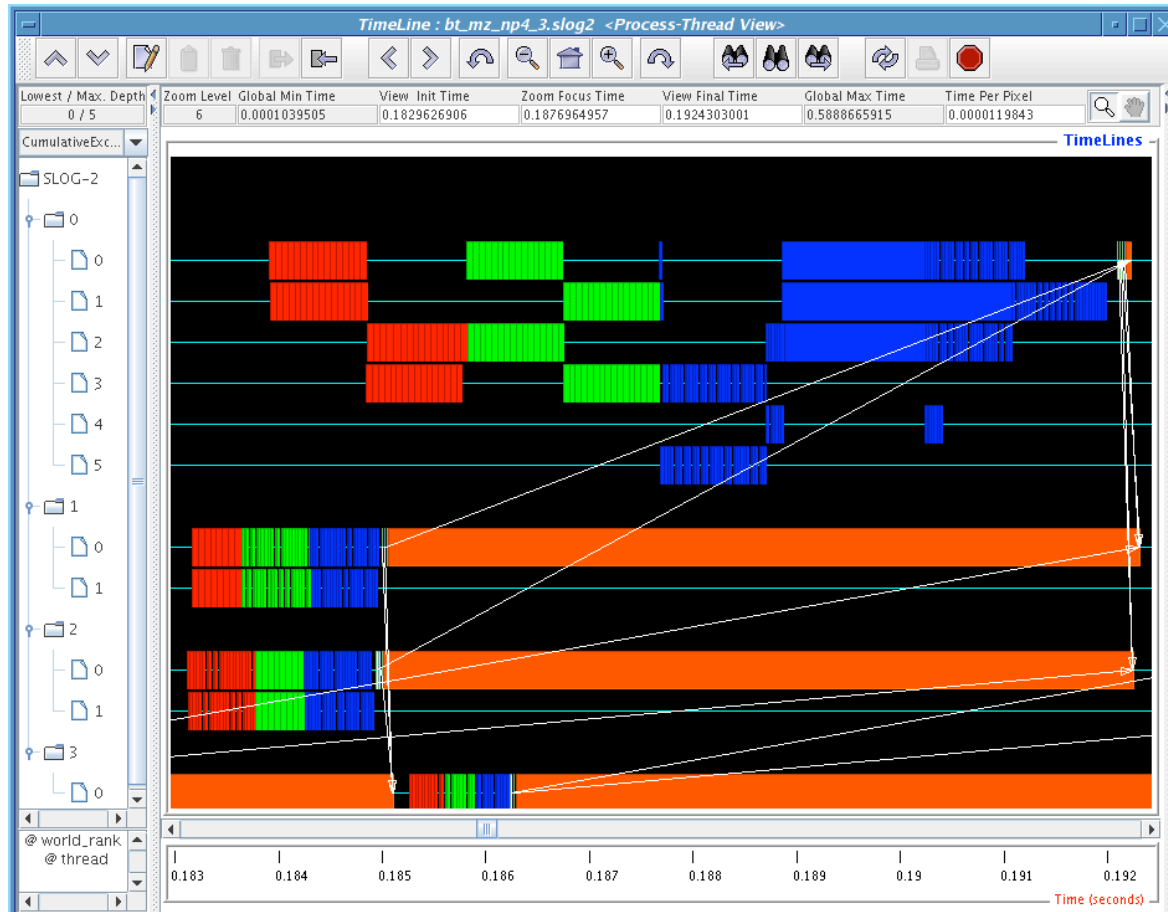 TimeLine : bt_mz_np4_3.slog2 <Process-Thread View>
Lowest / Max. Depth
0 / 5
Zoom Level
6
Global Min Time
0.0001039505
View Init Time
0.1829626906
Zoom Focus Time
0.1876964957
View Final Time
0.1924303001
Global Max Time
0.5888665915
Time Per Pixel
0.0000119843
CumulativeExc...
TimeLines
SLOG-2
0
0
1
2
3
4
5
1
0
1
2
0
1
3
0
@ world_rank
@ thread
0.183 0.184 0.185 0.186 0.187 0.188 0.189 0.19 0.191 0.192
Time (seconds)